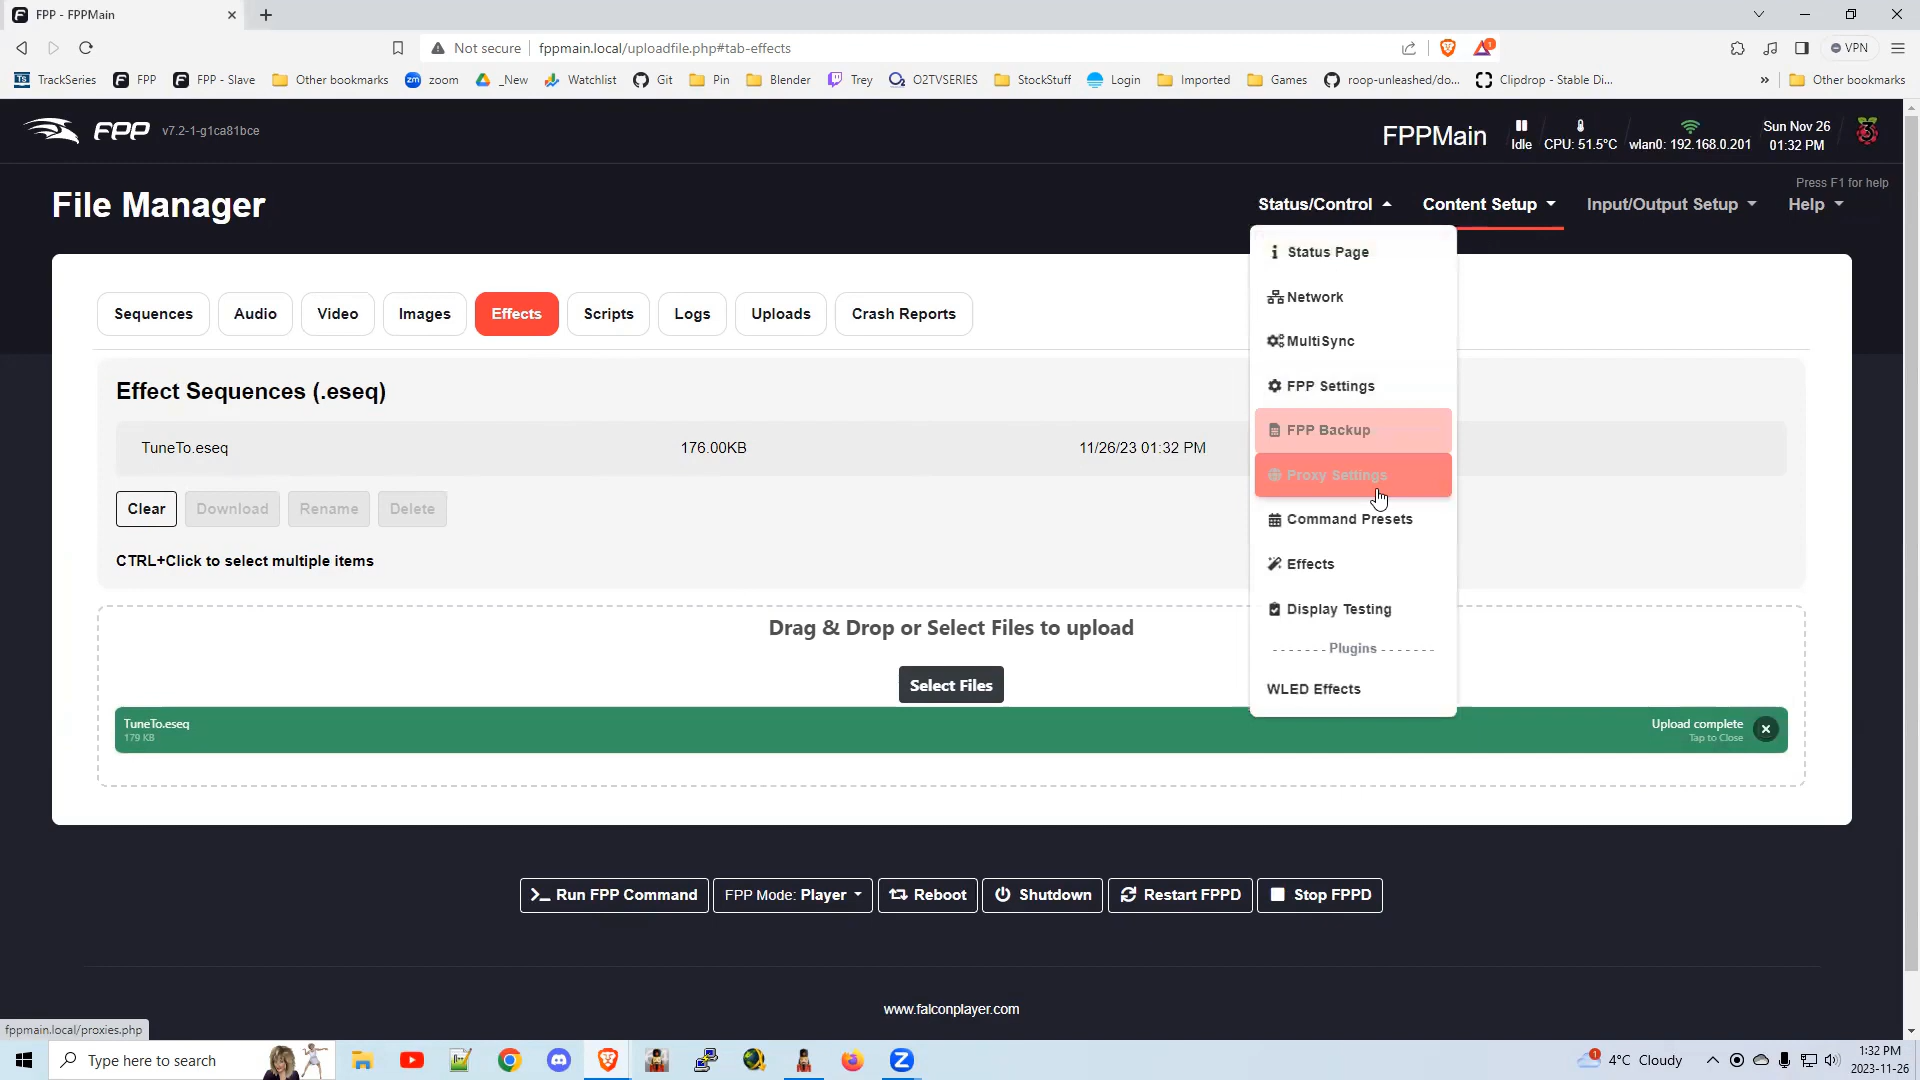 FPP - FPPMain
Not secure
fppmain.local/uploadfile.php#tab-effects
1
VPN
Ts
TrackSeries
FPP
FPP - Slave
Other bookmarks
zm
zoom
_New
Watchlist
Git
Pin
Blender
Trey
O2TVSERIES
StockStuff
Login
Imported
Games
roop-unleashed/do...
Clipdrop - Stable Di...
»
Other bookmarks
FPP
v7.2-1-g1ca81bce
FPPMain
Idle
CPU: 51.5°C
wlan0: 192.168.0.201
Sun Nov 26
01:32 PM
Press F1 for help
File Manager
Status/Control
Content Setup
Input/Output Setup
Help
Status Page
Network
MultiSync
FPP Settings
FPP Backup
Proxy Settings
Command Presets
Effects
Display Testing
------- Plugins -------
WLED Effects
Sequences
Audio
Video
Images
Effects
Scripts
Logs
Uploads
Crash Reports
Effect Sequences (.eseq)
TuneTo.eseq
176.00KB
11/26/23 01:32 PM
Clear
Download
Rename
Delete
CTRL+Click to select multiple items
Drag & Drop or Select Files to upload
Select Files
TuneTo.eseq
179 KB
Upload complete
Tap to Close
Run FPP Command
FPP Mode: Player
Reboot
Shutdown
Restart FPPD
Stop FPPD
www.falconplayer.com
fppmain.local/proxies.php
Type here to search
1
4°C Cloudy
1:32 PM
2023-11-26